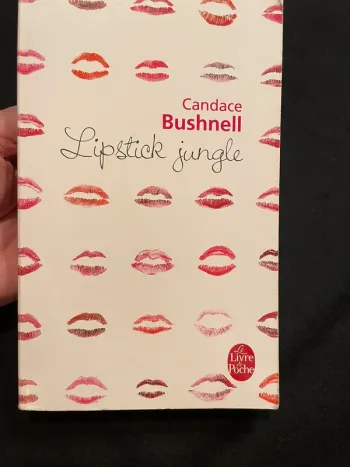 Candace
Bushnell
Lipstick jungle
Le
Livre
de
Poche